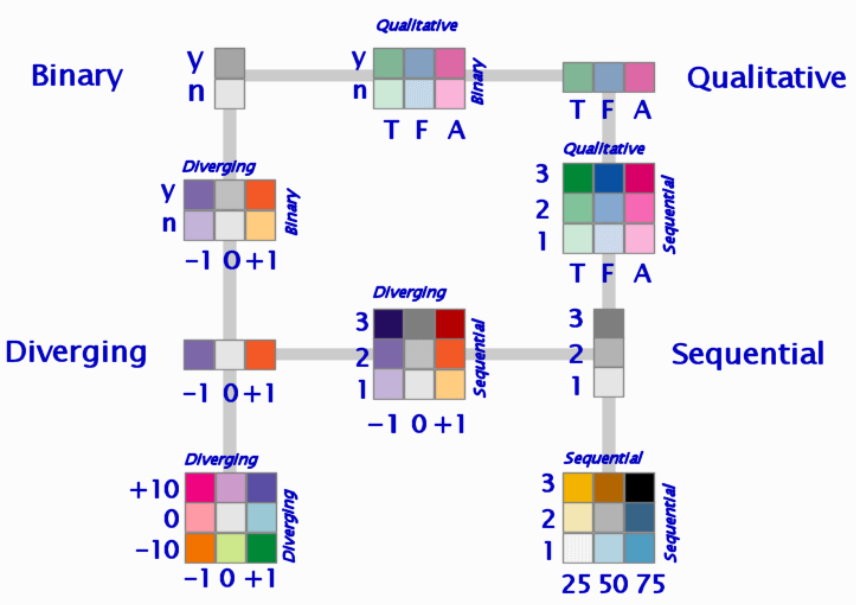 Qualitative
Binary
y
n
y
n
Binary
Qualitative
T F A
T F A
Diverging
Qualitative
y
n
Binary
3
2
1
Sequential
-1 0 +1
T F A
Diverging
Diverging
3
2
1
Sequential
3
2
1
Sequential
-1 0 +1
-1 0 +1
Diverging
Sequential
+10
0
-10
Diverging
3
2
1
Sequential
-1 0 +1
25 50 75